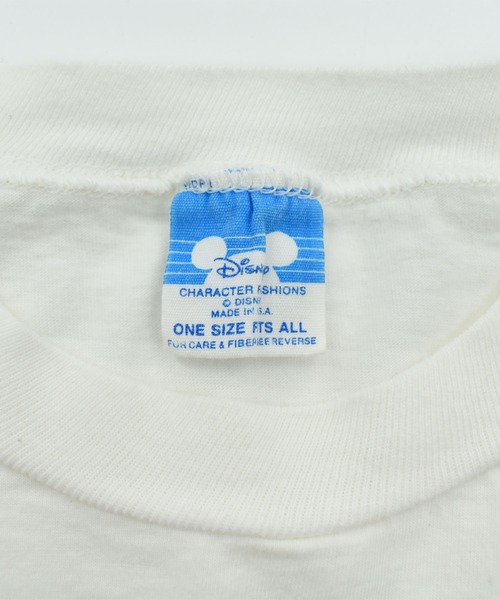 Disney
CHARACTER FASHIONS
© DISNEY
MADE IN U.S.A.
ONE SIZE FITS ALL
FOR CARE & FIBER SEE REVERSE